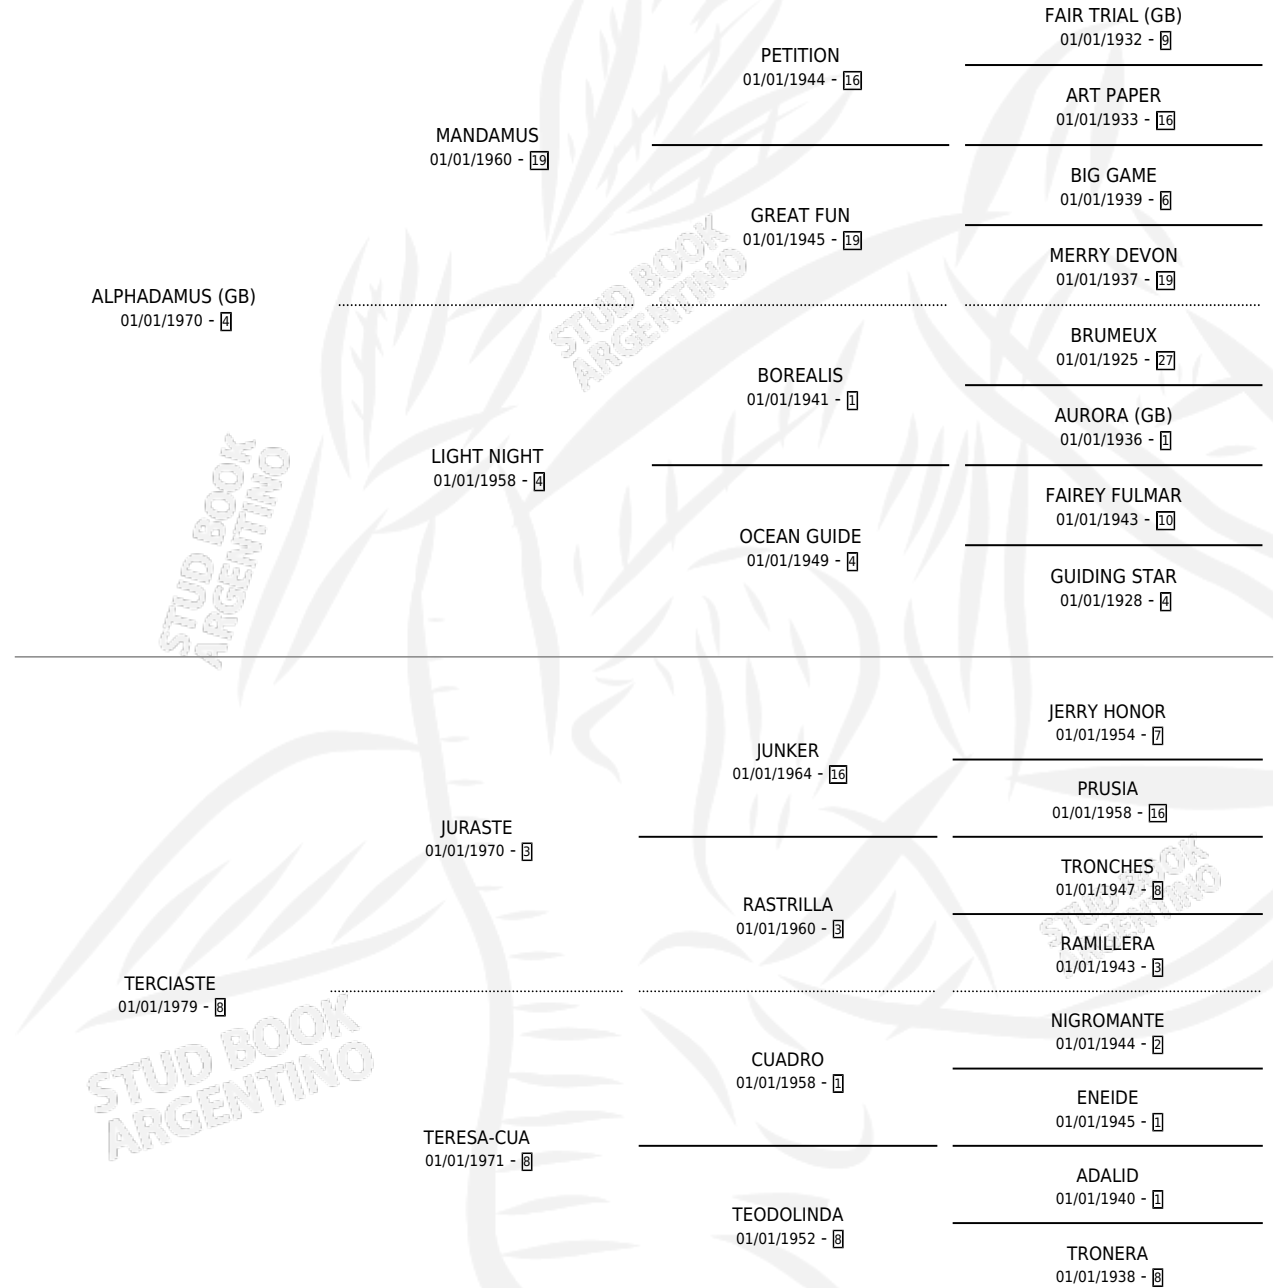 FAIR TRIAL (GB)
01/01/1932 - 9
PETITION
01/01/1944 - 16
ART PAPER
01/01/1933 - 16
MANDAMUS
01/01/1960 - 19
BIG GAME
01/01/1939 - 6
GREAT FUN
01/01/1945 - 19
MERRY DEVON
01/01/1937 - 19
ALPHADAMUS (GB)
01/01/1970 - 4
BRUMEUX
01/01/1925 - 27
BOREALIS
01/01/1941 - 1
AURORA (GB)
01/01/1936 - 1
LIGHT NIGHT
01/01/1958 - 4
FAIREY FULMAR
01/01/1943 - 10
OCEAN GUIDE
01/01/1949 - 4
GUIDING STAR
01/01/1928 - 4
JERRY HONOR
01/01/1954 - 7
JUNKER
01/01/1964 - 16
PRUSIA
01/01/1958 - 16
JURASTE
01/01/1970 - 3
TRONCHES
01/01/1947 - 8
RASTRILLA
01/01/1960 - 3
RAMILLERA
01/01/1943 - 3
TERCIASTE
01/01/1979 - 8
NIGROMANTE
01/01/1944 - 2
CUADRO
01/01/1958 - 1
ENEIDE
01/01/1945 - 1
TERESA-CUA
01/01/1971 - 8
ADALID
01/01/1940 - 1
TEODOLINDA
01/01/1952 - 8
TRONERA
01/01/1938 - 8
STUD BOOK
ARGENTINO
STUD BOOK
ARGENTINO
STUD BOOK
ARGENTINO
STUD BOOK
ARGENTINO